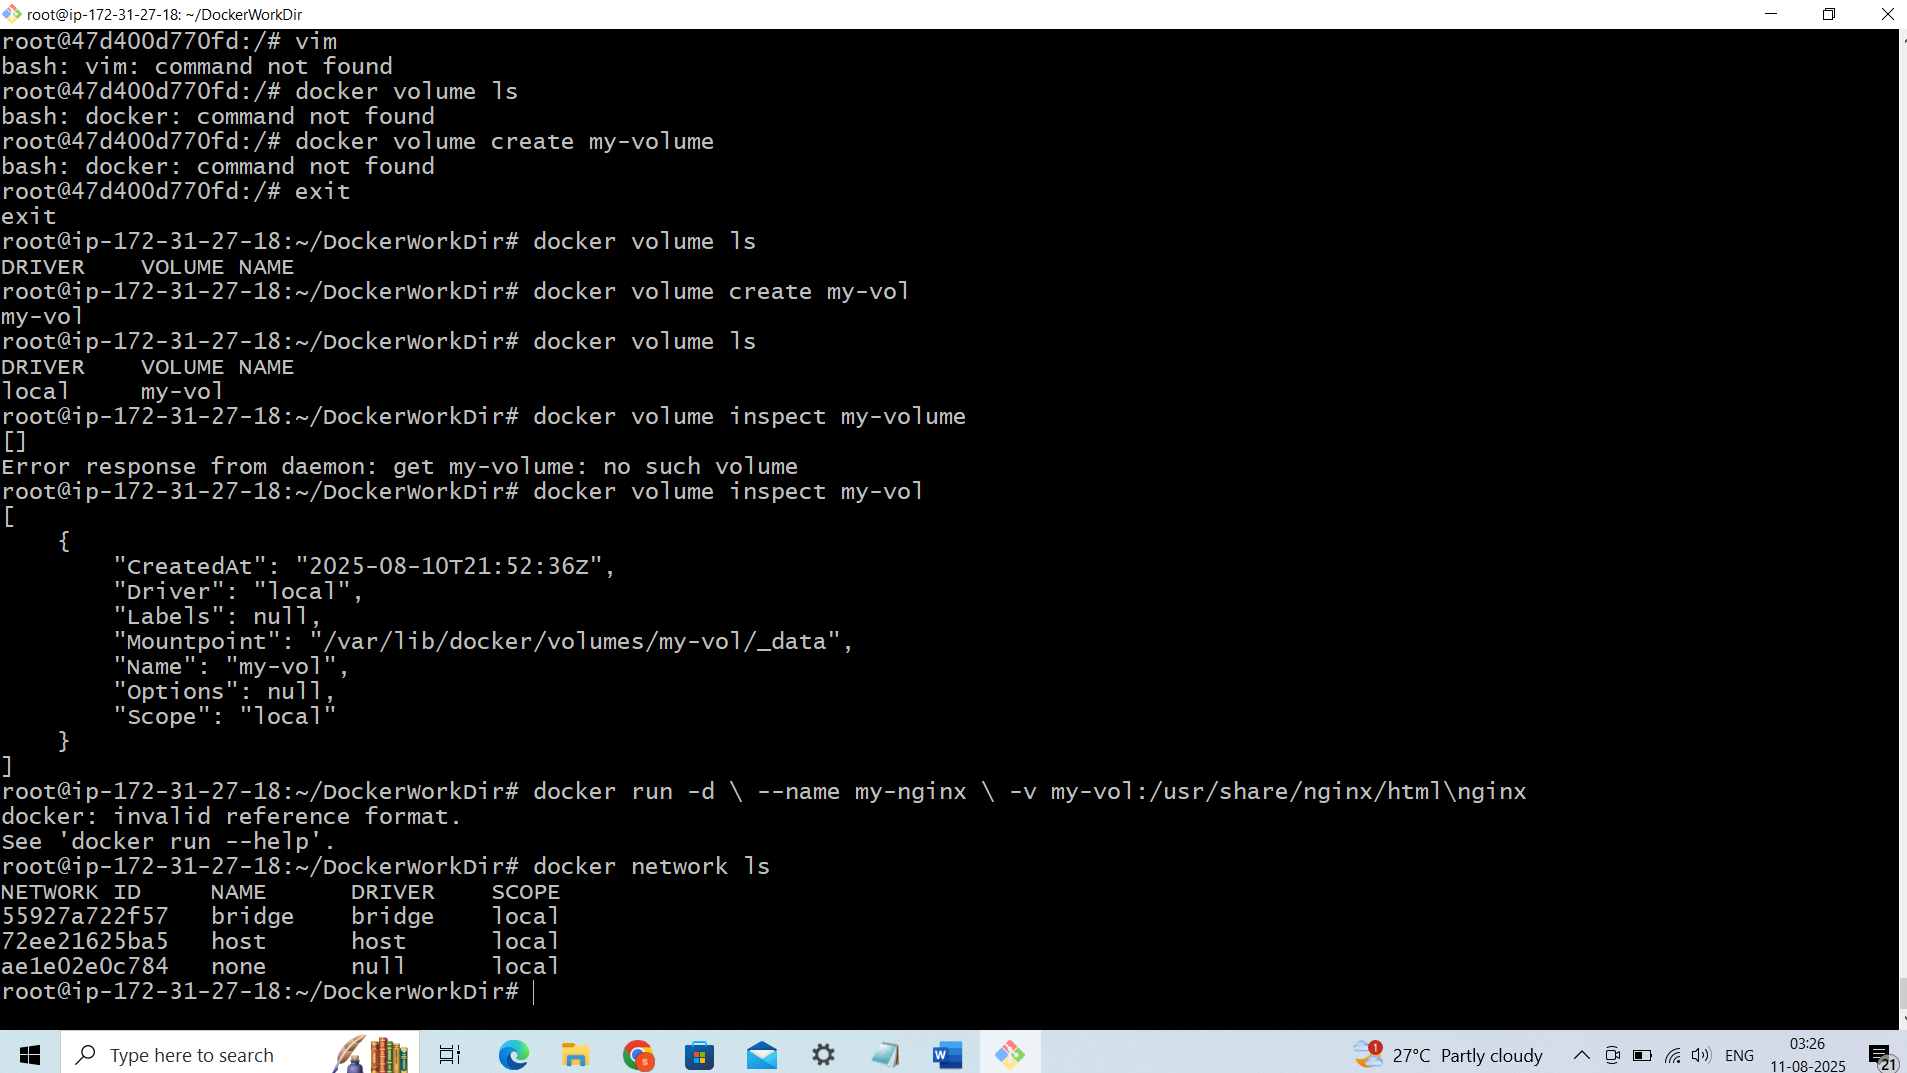 root@ip-172-31-27-18: ~/DockerWorkDir
root@47d400d770fd:/# vim
bash: vim: command not found
root@47d400d770fd:/# docker volume ls
bash: docker: command not found
root@47d400d770fd:/# docker volume create my-volume
bash: docker: command not found
root@47d400d770fd:/# exit
exit
root@ip-172-31-27-18:~/DockerWorkDir# docker volume ls
DRIVER    VOLUME NAME
root@ip-172-31-27-18:~/DockerWorkDir# docker volume create my-vol
my-vol
root@ip-172-31-27-18:~/DockerWorkDir# docker volume ls
DRIVER    VOLUME NAME
local     my-vol
root@ip-172-31-27-18:~/DockerWorkDir# docker volume inspect my-volume
[]
Error response from daemon: get my-volume: no such volume
root@ip-172-31-27-18:~/DockerWorkDir# docker volume inspect my-vol
[
    {
        "CreatedAt": "2025-08-10T21:52:36Z",
        "Driver": "local",
        "Labels": null,
        "Mountpoint": "/var/lib/docker/volumes/my-vol/_data",
        "Name": "my-vol",
        "Options": null,
        "Scope": "local"
    }
]
root@ip-172-31-27-18:~/DockerWorkDir# docker run -d \ --name my-nginx \ -v my-vol:/usr/share/nginx/html\nginx
docker: invalid reference format.
See 'docker run --help'.
root@ip-172-31-27-18:~/DockerWorkDir# docker network ls
NETWORK ID     NAME      DRIVER    SCOPE
55927a722f57   bridge    bridge    local
72ee21625ba5   host      host      local
ae1e02e0c784   none      null      local
root@ip-172-31-27-18:~/DockerWorkDir#
Type here to search
S
W
1
27°C Partly cloudy
ENG
03:26
11-08-2025
21